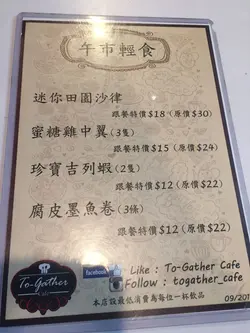 午市輕食
迷你田園沙律
跟餐特價$18 (原價$30)
蜜糖雞中翼(3隻)
跟餐特價$15 (原價$24)
珍寶吉列蝦(2隻)
跟餐特價$12 (原價$22)
腐皮墨魚卷(3條)
跟餐特價$12 (原價$22)
To-Gather
Cafe
facebook
Like : To-Gather Cafe
Follow : togather_cafe
本店設最低消費為每位一杯飲品
09/201